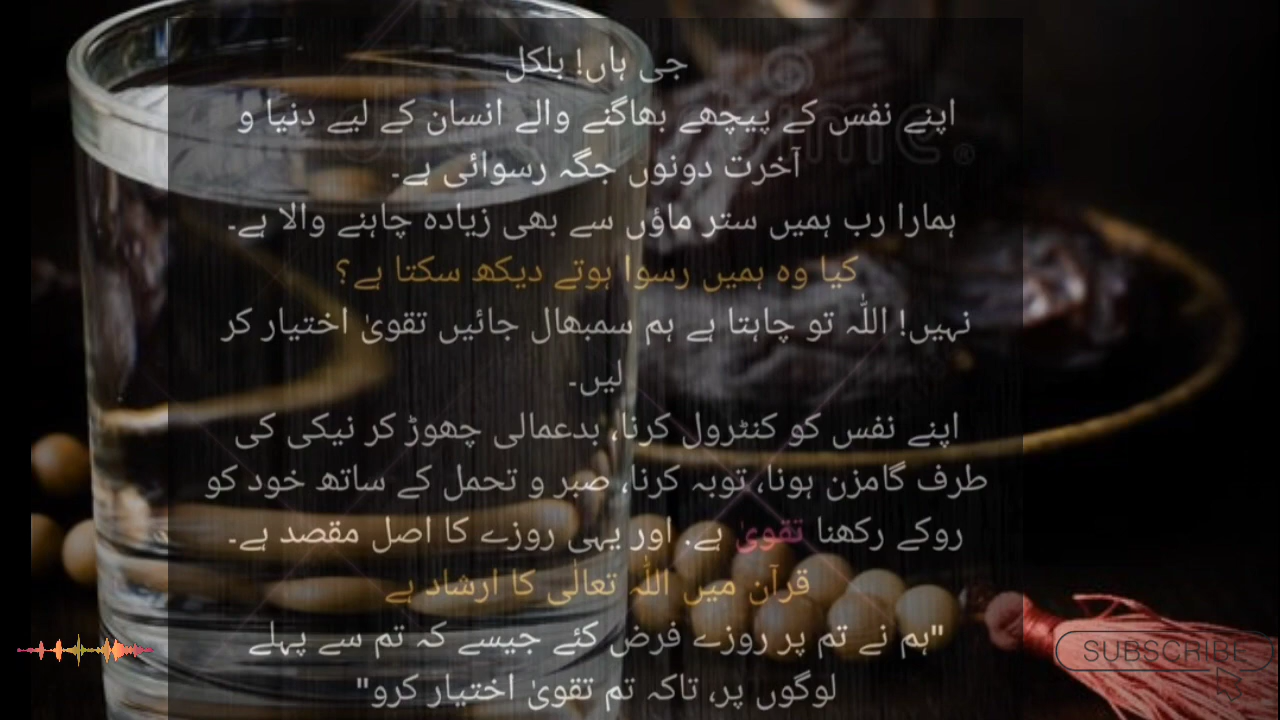 جی ہاں! بلکل
اپنے نفس کے پیچھے بھاگنے والے انسان کے لیے دنیا و
آخرت دونوں جگہ رسوائی ہے۔
ہمارا رب ہمیں ستر ماؤں سے بھی زیادہ چاہنے والا ہے۔
کیا وہ ہمیں رسوا ہوتے دیکھ سکتا ہے؟
نہیں! اللّٰہ تو چاہتا ہے ہم سمبھال جائیں تقویٰ اختیار کر
لیں۔
اپنے نفس کو کنٹرول کرنا، بدعمالی چھوڑ کر نیکی کی
طرف گامزن ہونا، توبہ کرنا، صبر و تحمل کے ساتھ خود کو
روکے رکھنا تقویٰ ہے. اور یہی روزے کا اصل مقصد ہے۔
قرآن میں اللّٰہ تعالٰی کا ارشاد ہے
"ہم نے تم پر روزے فرض کئے جیسے کہ تم سے پہلے
لوگوں پر، تاکہ تم تقویٰ اختیار کرو"
SUBSCRIBE